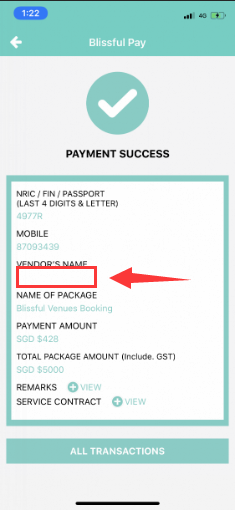 1:22
4G
Blissful Pay
PAYMENT SUCCESS
NRIC / FIN / PASSPORT
(LAST 4 DIGITS & LETTER)
4977R
MOBILE
87093439
VENDOR'S NAME
NAME OF PACKAGE
Blissful Venues Booking
PAYMENT AMOUNT
SGD $428
TOTAL PACKAGE AMOUNT (Include. GST)
SGD $5000
REMARKS VIEW
SERVICE CONTRACT VIEW
ALL TRANSACTIONS